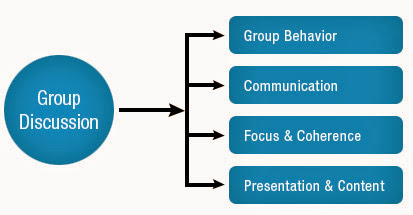 Group
Discussion
Group Behavior
Communication
Focus & Coherence
Presentation & Content